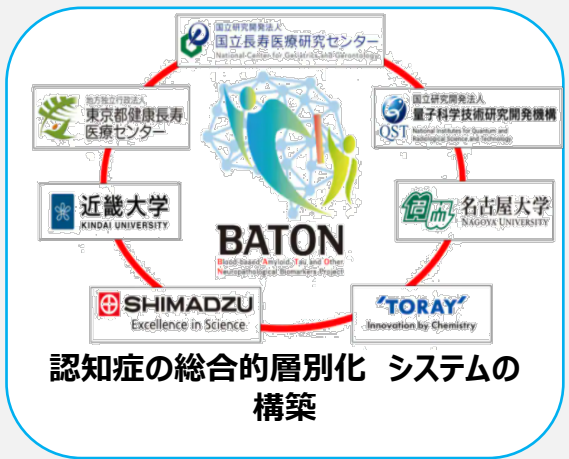 国立研究開発法人
国立長寿医療研究センター
National Center for Geriatrics and Gerontology
地方独立行政法人
東京都健康長寿
医療センター
国立研究開発法人
量子科学技術研究開発機構
QST
National Institutes for Quantum and
Radiological Science and Technology
近畿大学
KINDAI UNIVERSITY
名古屋大学
NAGOYA UNIVERSITY
BATON
Blood-based Amyloid, Tau and Other
Neuropathological Biomarkers Project
SHIMADZU
Excellence in Science
'TORAY'
Innovation by Chemistry
認知症の総合的層別化 システムの
構築